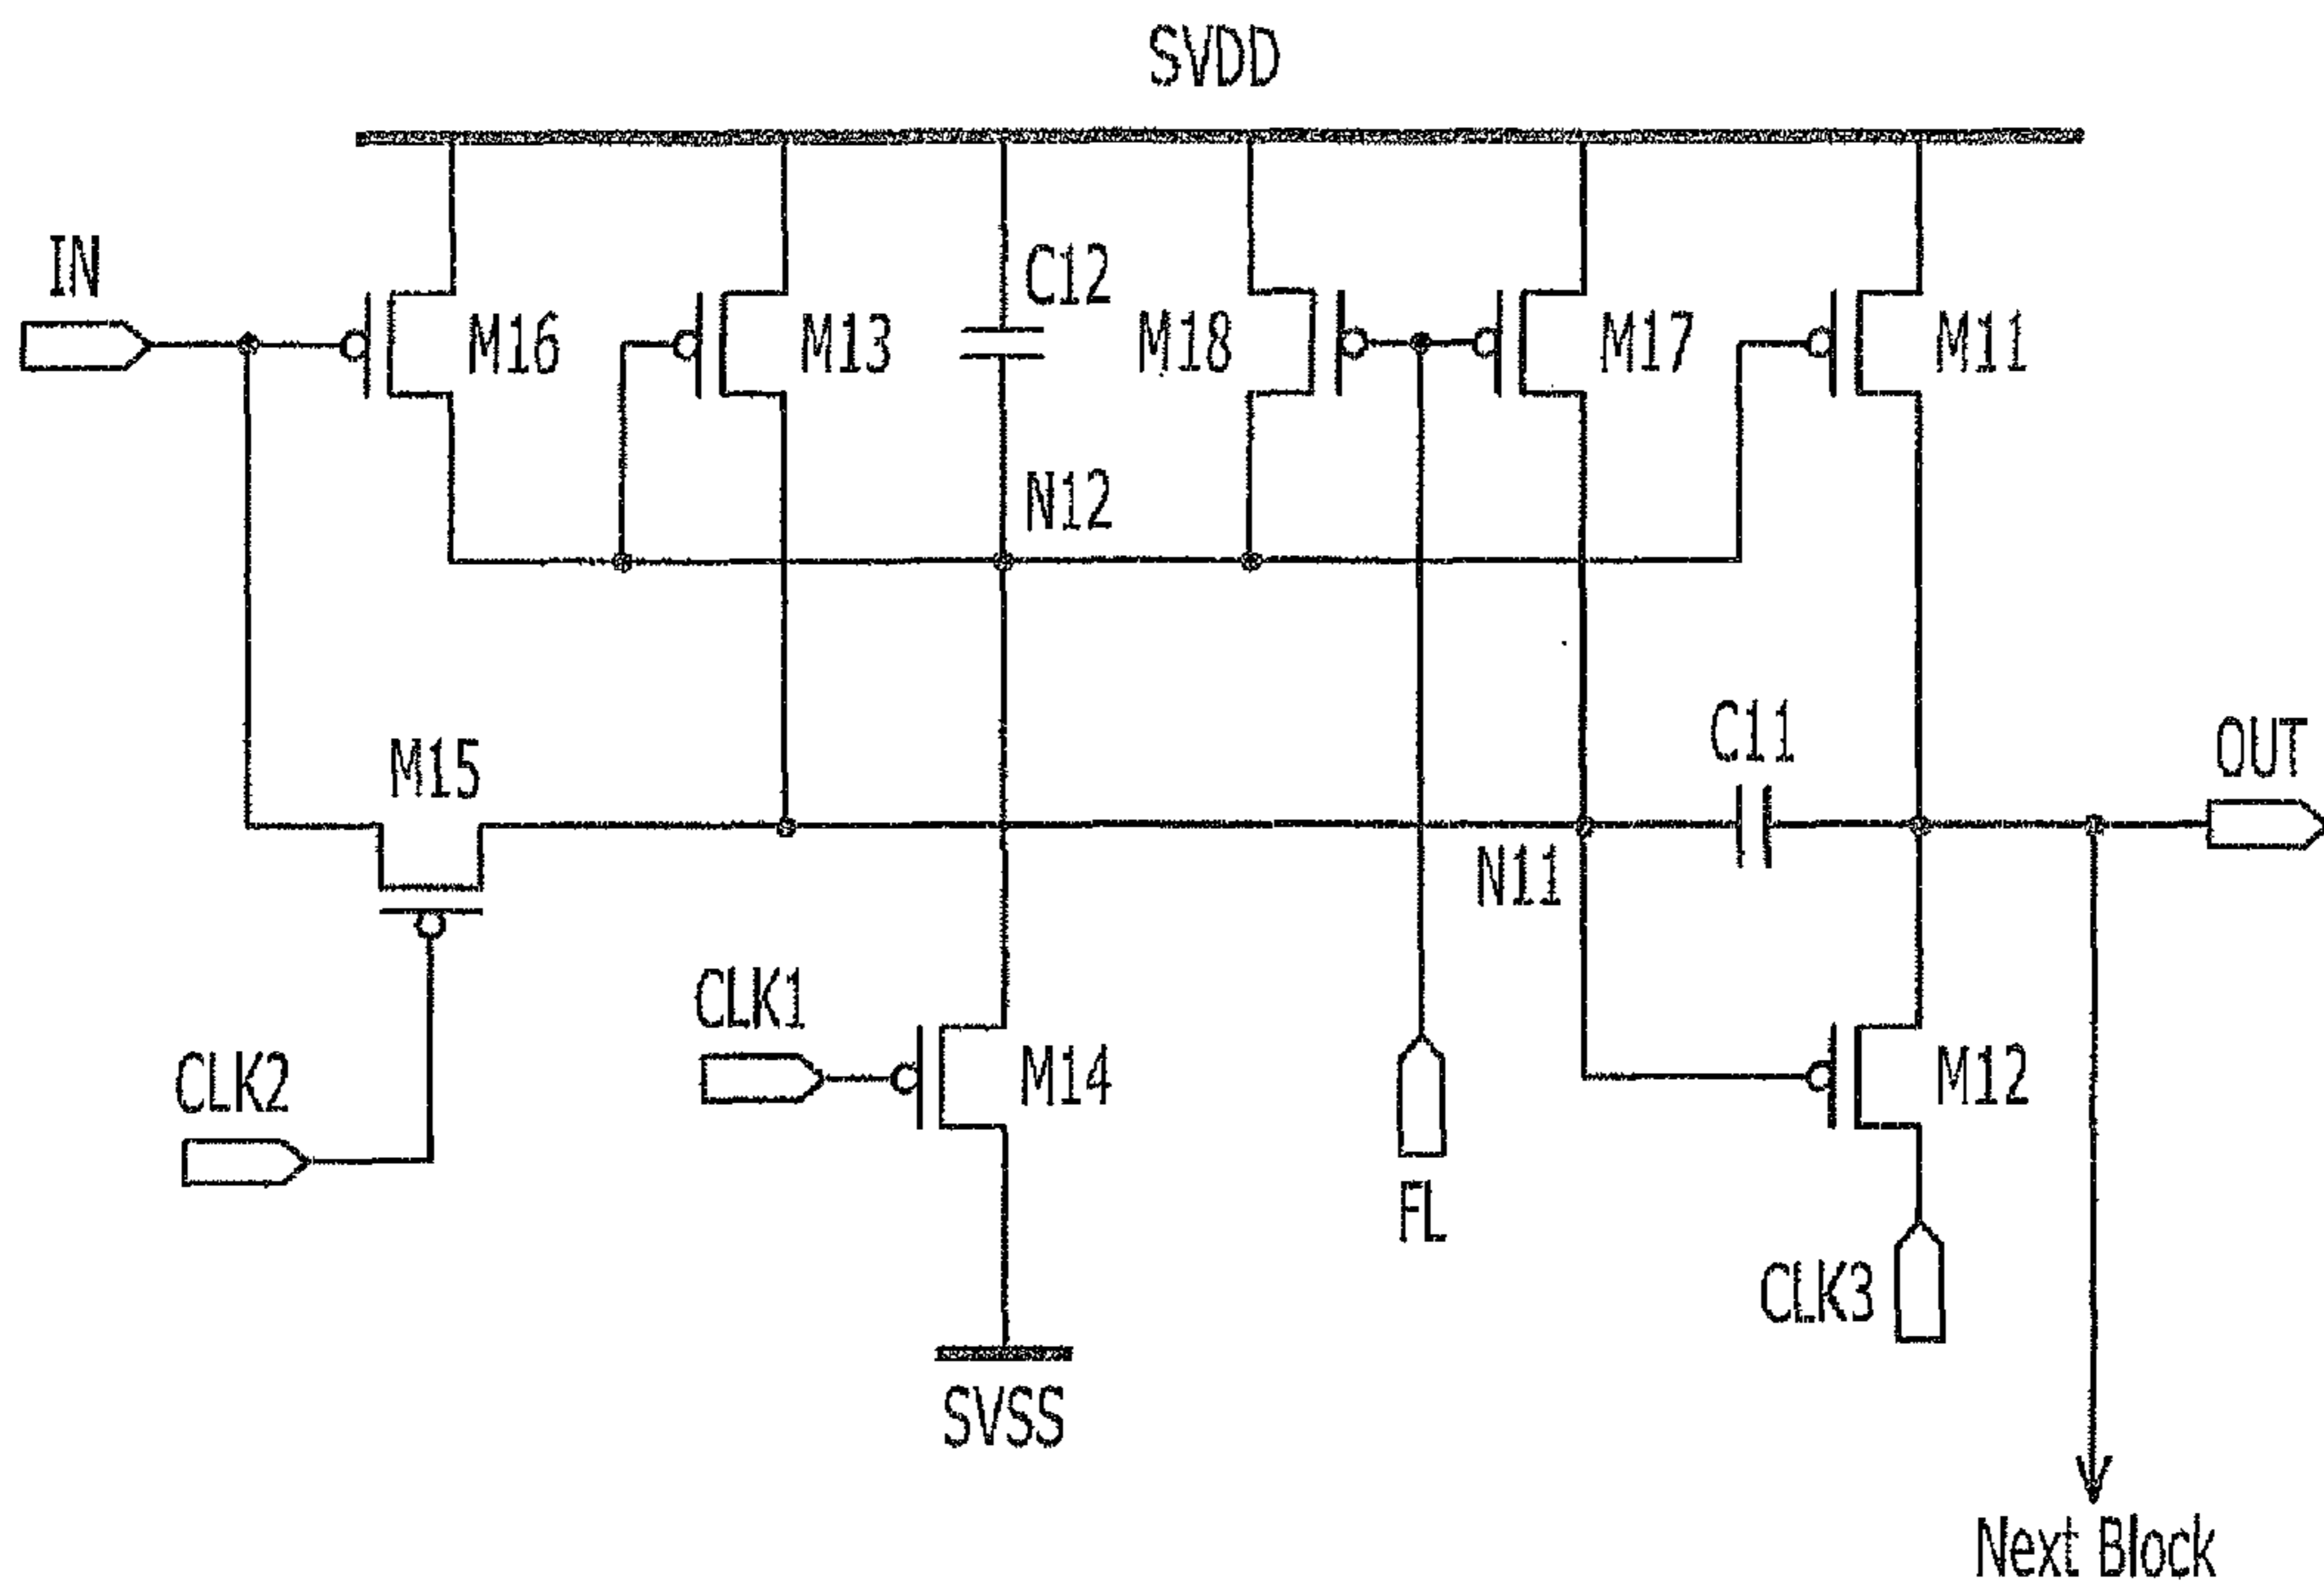 SVDD
IN
M16
M13
C12
M18
M17
M11
N12
M15
C11
OUT
N11
CLK2
CLK1
M14
M12
FL
CLK3
SVSS
Next Block